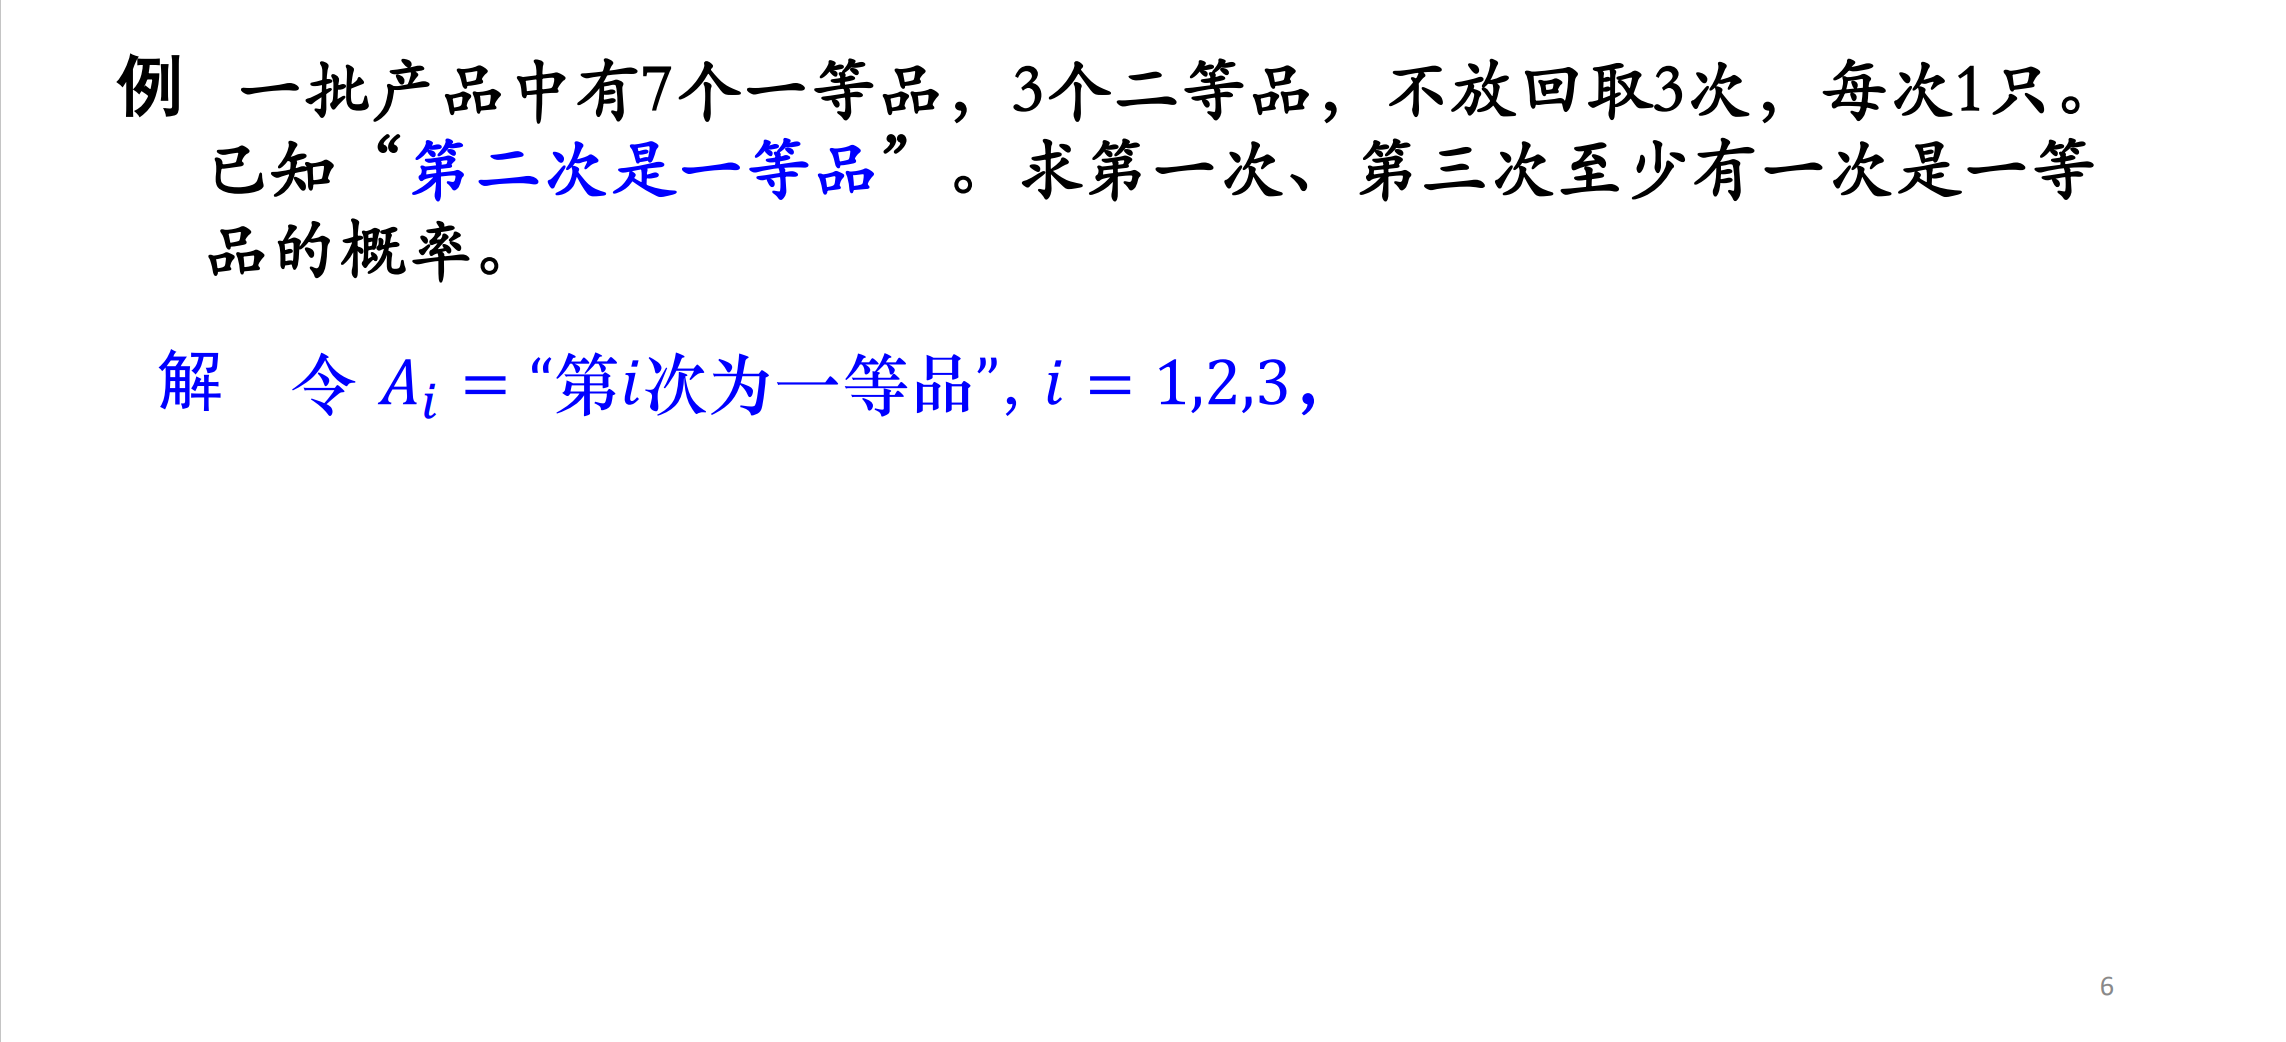 例 一批产品中有7个一等品，3个二等品，不放回取3次，每次1只。
已知“第二次是一等品”。求第一次、第三次至少有一次是一等
品的概率。
解 令 Aᵢ = “第i次为一等品”, i = 1,2,3，
6